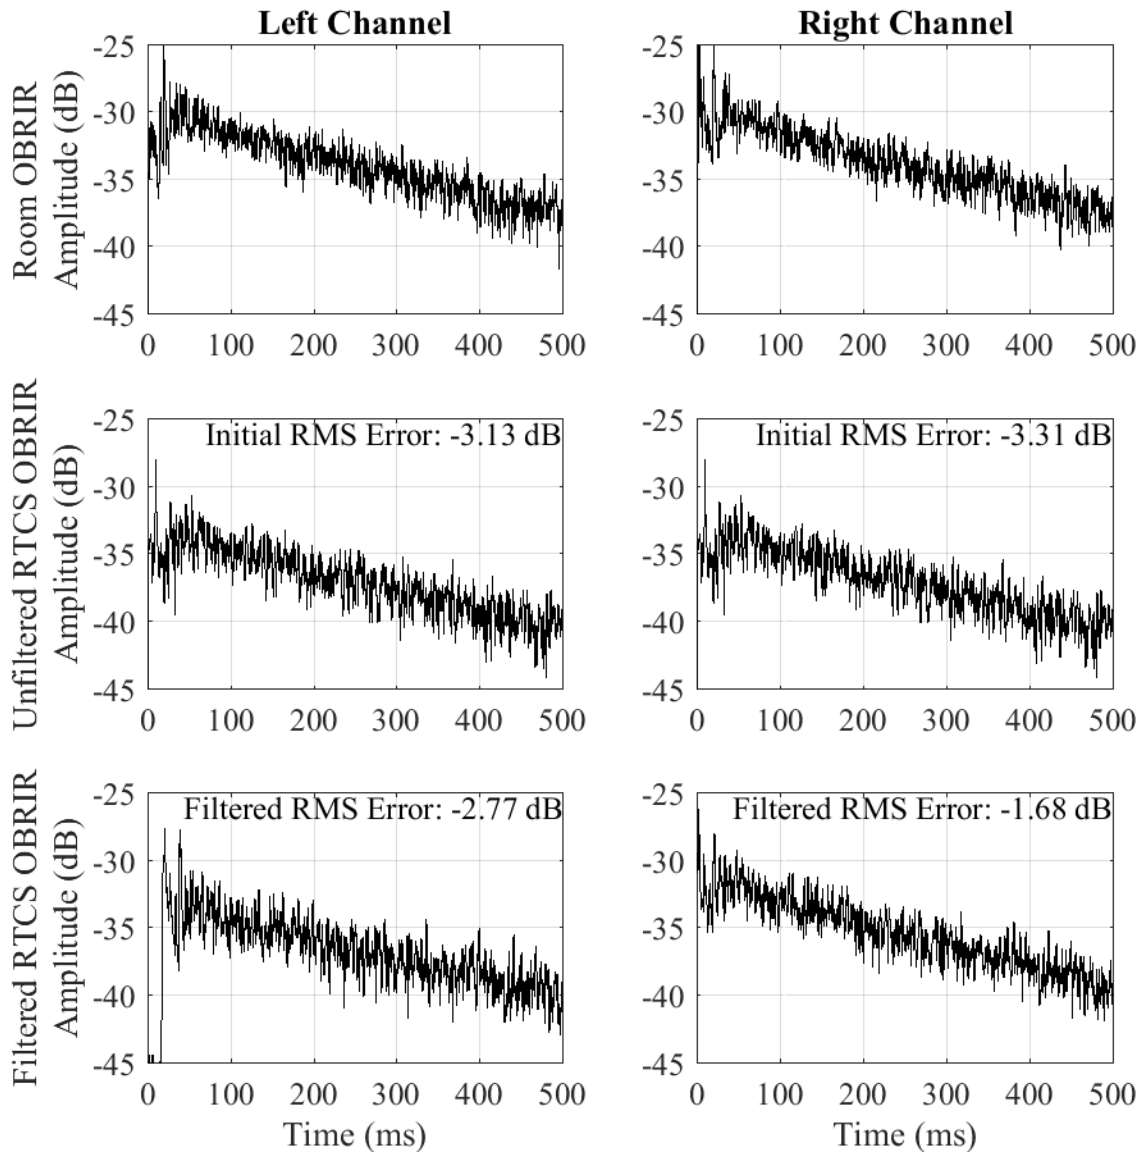 Left Channel
Right Channel
Room OBRIR
Amplitude (dB)
-25
-30
-35
-40
-45
0 100 200 300 400 500
-25
-30
-35
-40
-45
0 100 200 300 400 500
Unfiltered RTCS OBRIR
Amplitude (dB)
Initial RMS Error: -3.13 dB
-25
-30
-35
-40
-45
0 100 200 300 400 500
Initial RMS Error: -3.31 dB
-25
-30
-35
-40
-45
0 100 200 300 400 500
Filtered RTCS OBRIR
Amplitude (dB)
Filtered RMS Error: -2.77 dB
-25
-30
-35
-40
-45
0 100 200 300 400 500
Time (ms)
Filtered RMS Error: -1.68 dB
-25
-30
-35
-40
-45
0 100 200 300 400 500
Time (ms)